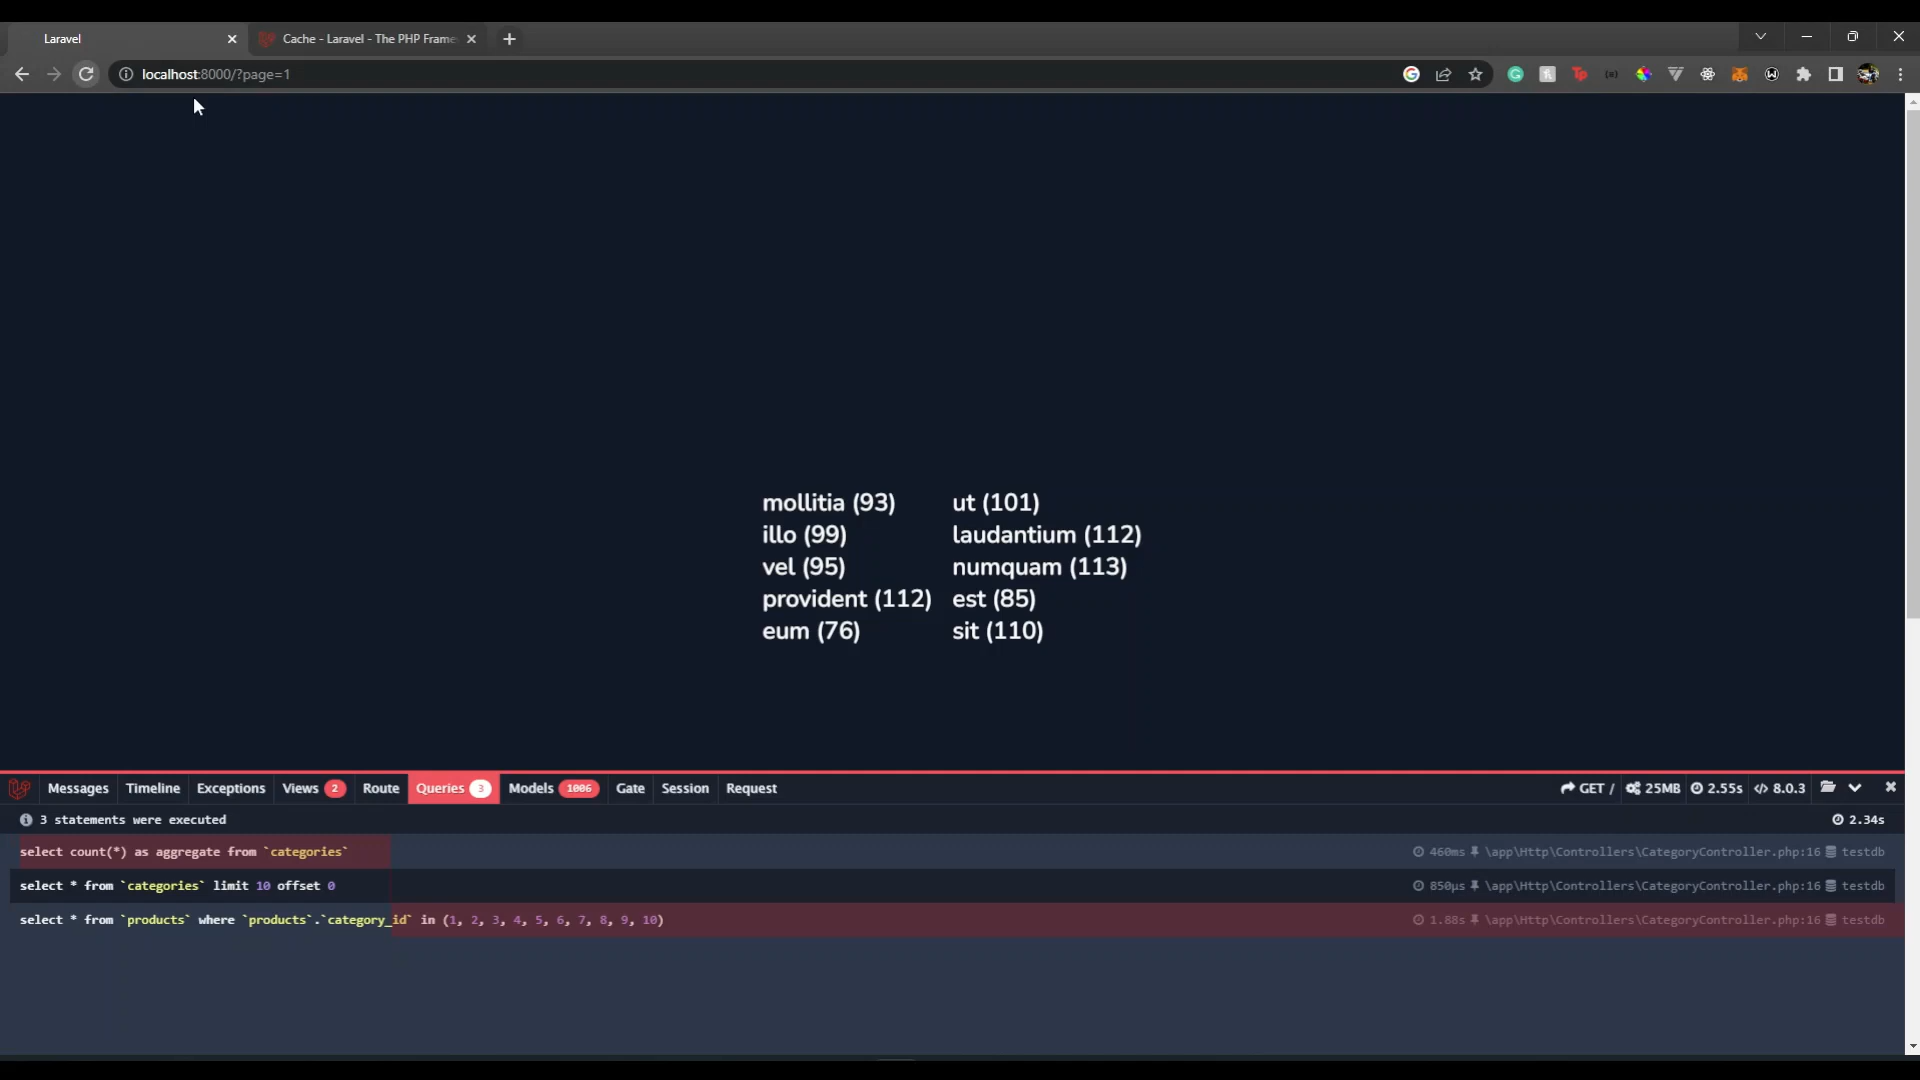 Laravel
Cache - Laravel - The PHP Frame
localhost:8000/?page=1
mollitia (93) ut (101)
illo (99) laudantium (112)
vel (95) numquam (113)
provident (112) est (85)
eum (76) sit (110)
Messages Timeline Exceptions Views 2 Route Queries 3 Models 1006 Gate Session Request GET / 25MB 2.55s 8.0.3
3 statements were executed 2.34s
select count(*) as aggregate from `categories` 460ms \app\Http\Controllers\CategoryController.php:16 testdb
select * from `categories` limit 10 offset 0 850μs \app\Http\Controllers\CategoryController.php:16 testdb
select * from `products` where `products`.`category_id` in (1, 2, 3, 4, 5, 6, 7, 8, 9, 10) 1.88s \app\Http\Controllers\CategoryController.php:16 testdb